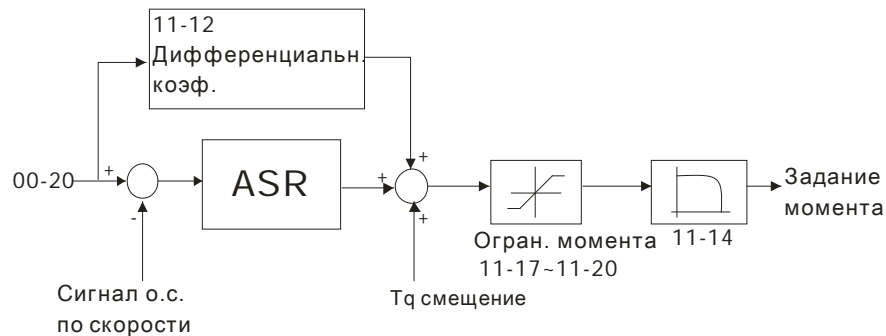 11-12
Дифференциальн.
коэф.
+
00-20
+
ASR
+
Задание
момента
-
+
Огран. момента
11-17~11-20
11-14
Сигнал о.с.
по скорости
Tq смещение